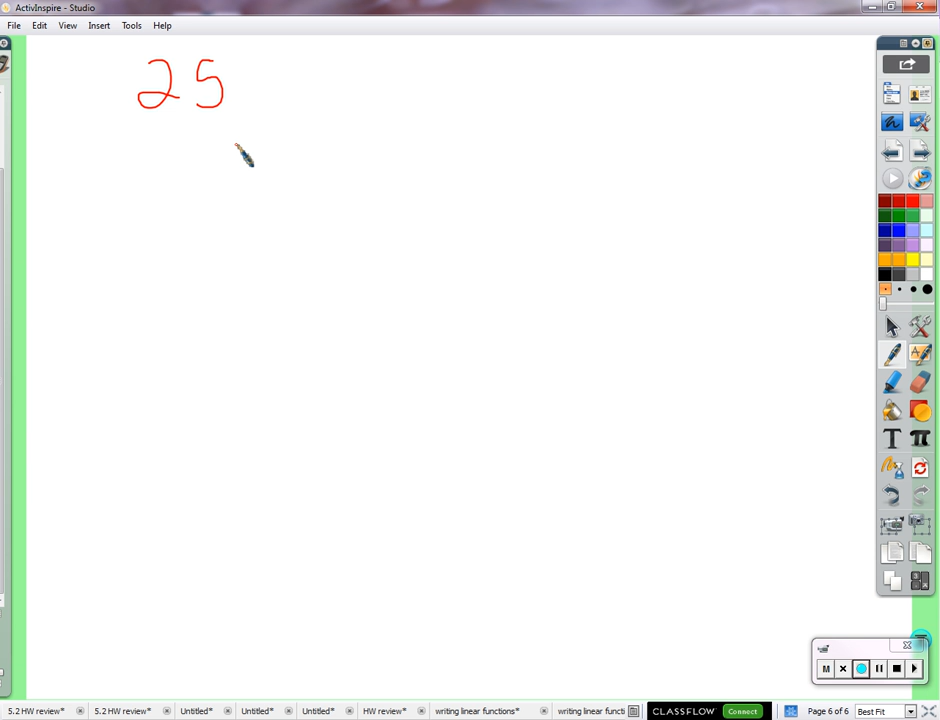 ActivInspire - Studio
File Edit View Insert Tools Help
25
M
5.2 HW review* 5.2 HW review* Untitled* Untitled* Untitled* HW review* writing linear functions* writing linear functi CLASSFLOW Connect Page 6 of 6 Best Fit